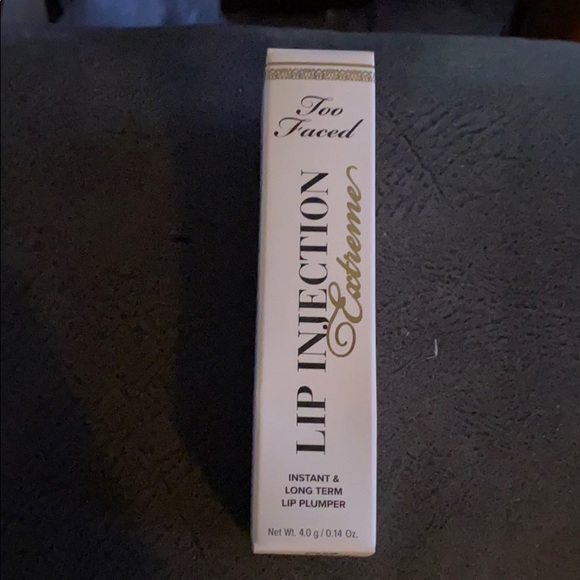 Too
Faced
LIP INJECTION
Extreme
INSTANT &
LONG TERM
LIP PLUMPER
Net Wt. 4.0 g / 0.14 Oz.